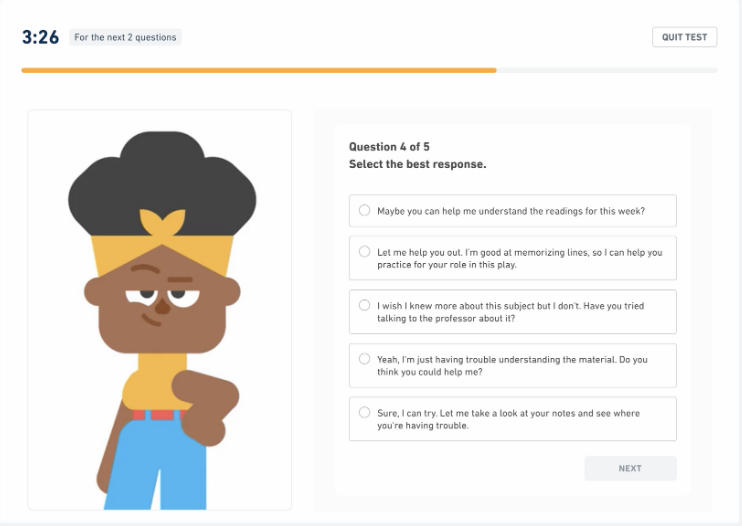 3:26 For the next 2 questions
QUIT TEST
Question 4 of 5
Select the best response.
Maybe you can help me understand the readings for this week?
Let me help you out. I'm good at memorizing lines, so I can help you
practice for your role in this play.
I wish I knew more about this subject but I don't. Have you tried
talking to the professor about it?
Yeah, I'm just having trouble understanding the material. Do you
think you could help me?
Sure, I can try. Let me take a look at your notes and see where
you're having trouble.
NEXT